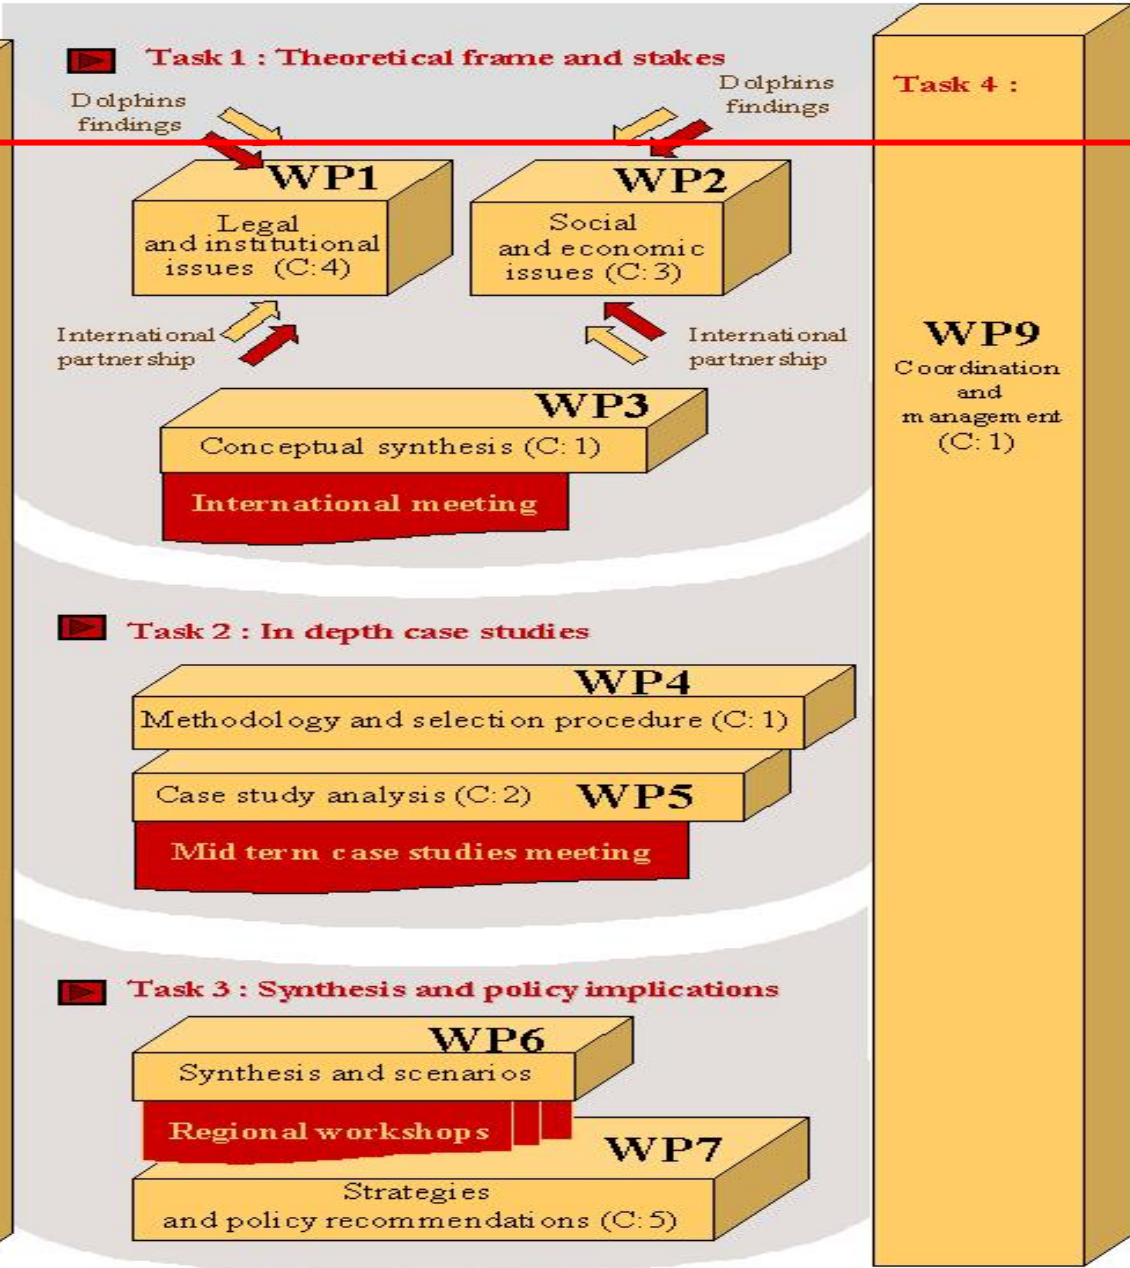 Task 1 : Theoretical frame and stakes
Dolphins
findings
Dolphins
findings
WP1
Legal
and institutional
issues (C:4)
WP2
Social
and economic
issues (C:3)
International
partnership
International
partnership
WP3
Conceptual synthesis (C:1)
International meeting
Task 2 : In depth case studies
WP4
Methodology and selection procedure (C:1)
Case study analysis (C:2) WP5
Mid term case studies meeting
Task 3 : Synthesis and policy implications
WP6
Synthesis and scenarios
Regional workshops
WP7
Strategies
and policy recommendations (C:5)
Task 4 :
WP9
Coordination
and
management
(C:1)